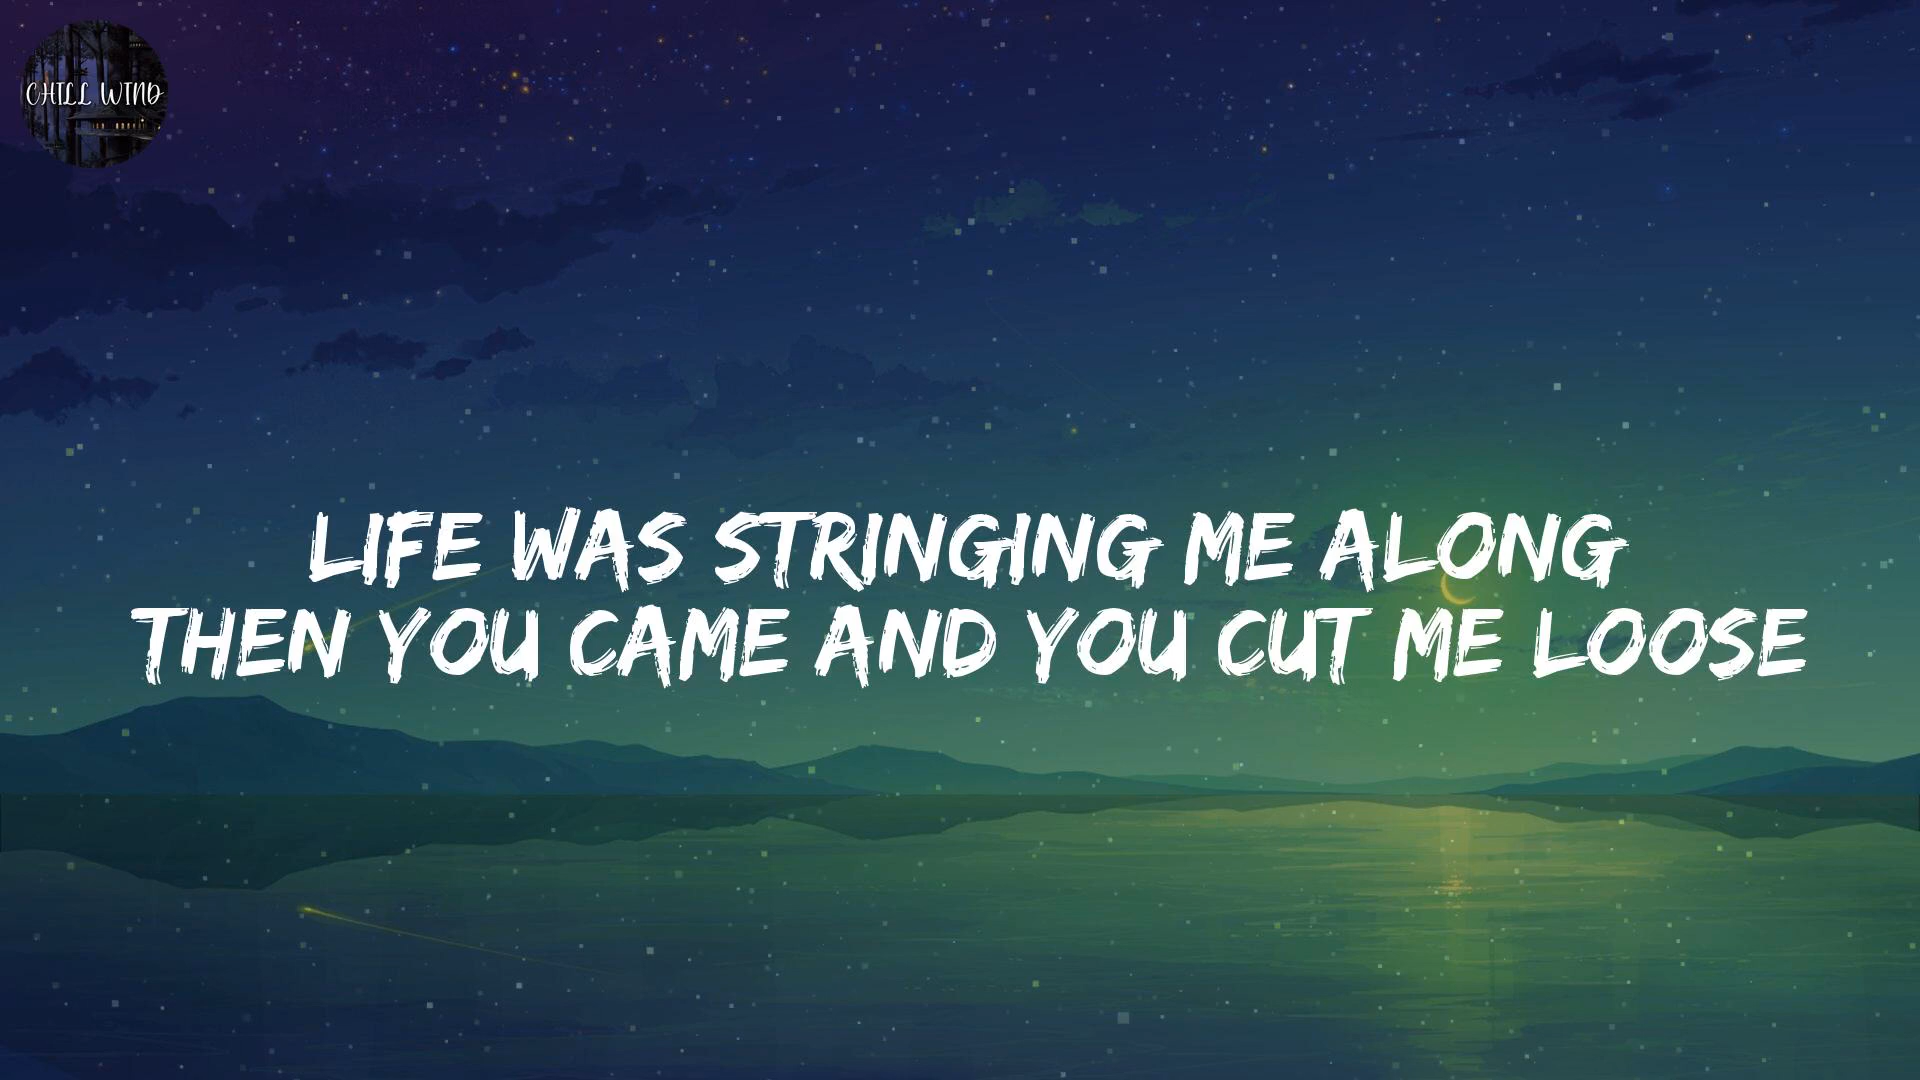 CHILL WIND
LIFE WAS STRINGING ME ALONG
THEN YOU CAME AND YOU CUT ME LOOSE